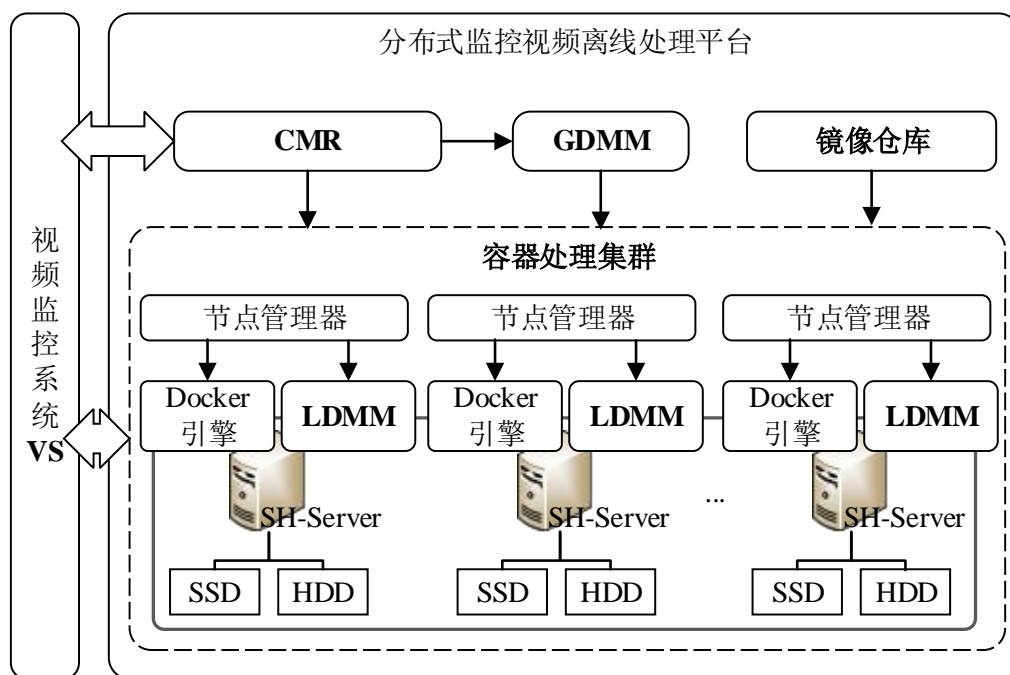 分布式监控视频离线处理平台
CMR
GDMM
镜像仓库
视
频
监
控
系
统
VS
容器处理集群
节点管理器
节点管理器
节点管理器
Docker
引擎
LDMM
Docker
引擎
LDMM
Docker
引擎
LDMM
SH-Server
SH-Server
...
SH-Server
SSD
HDD
SSD
HDD
SSD
HDD